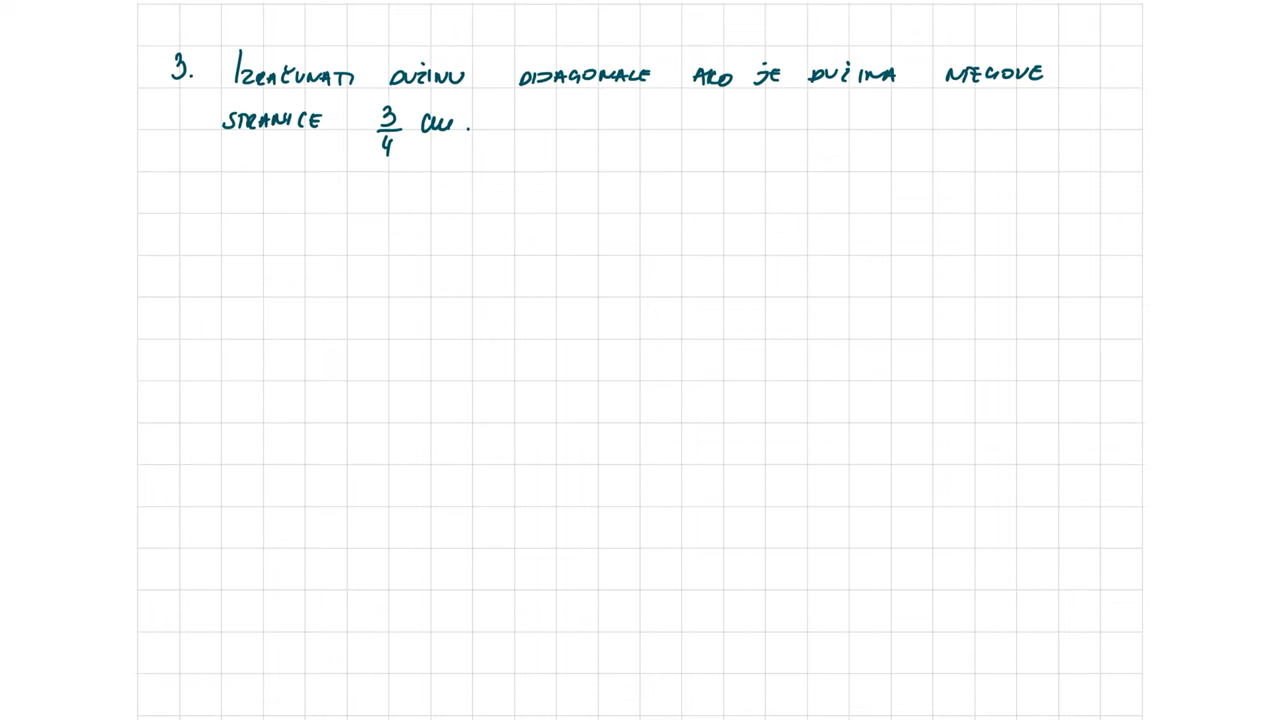 3. IZRAČUNATI DUŽINU DIJAGONALE AKO JE DUŽINA NJEGOVE
STRANICE 3/4 cm.